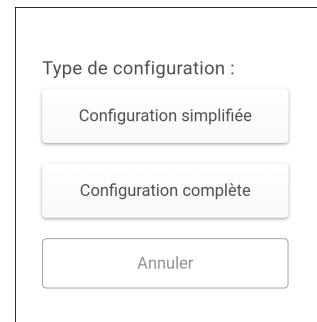 Type de configuration :
Configuration simplifiée
Configuration complète
Annuler